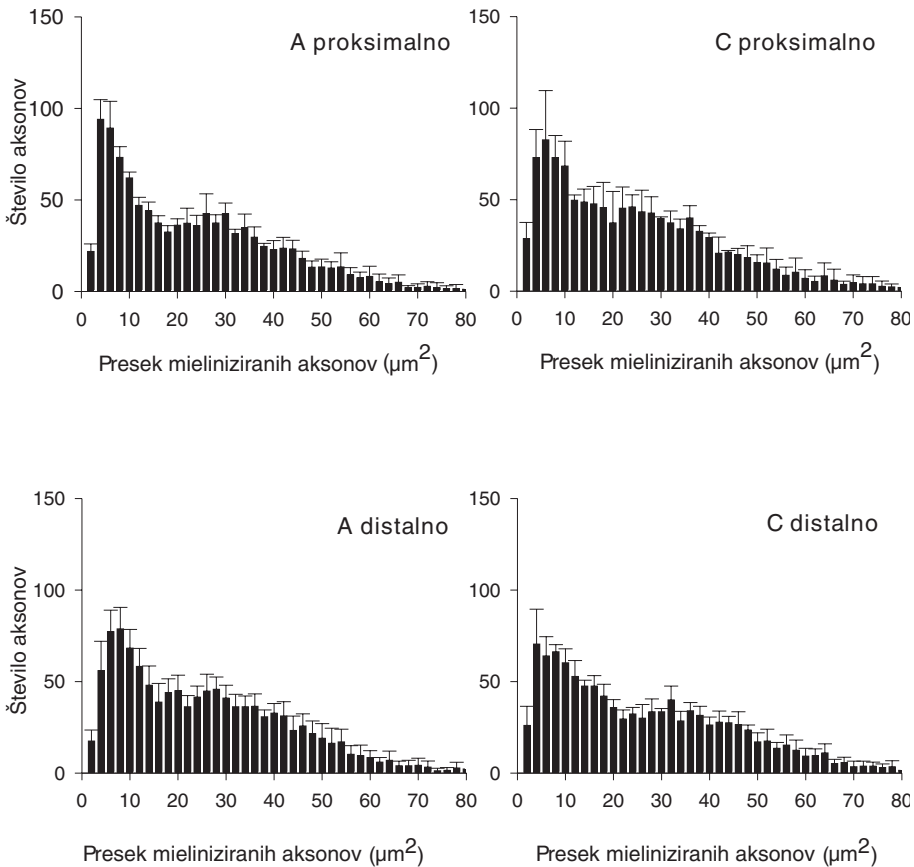 A proksimalno
Število aksonov
150
100
50
0
0 10 20 30 40 50 60 70 80
Presek mieliniziranih aksonov (µm²)
C proksimalno
150
100
50
0
0 10 20 30 40 50 60 70 80
Presek mieliniziranih aksonov (µm²)
A distalno
Število aksonov
150
100
50
0
0 10 20 30 40 50 60 70 80
Presek mieliniziranih aksonov (µm²)
C distalno
150
100
50
0
0 10 20 30 40 50 60 70 80
Presek mieliniziranih aksonov (µm²)